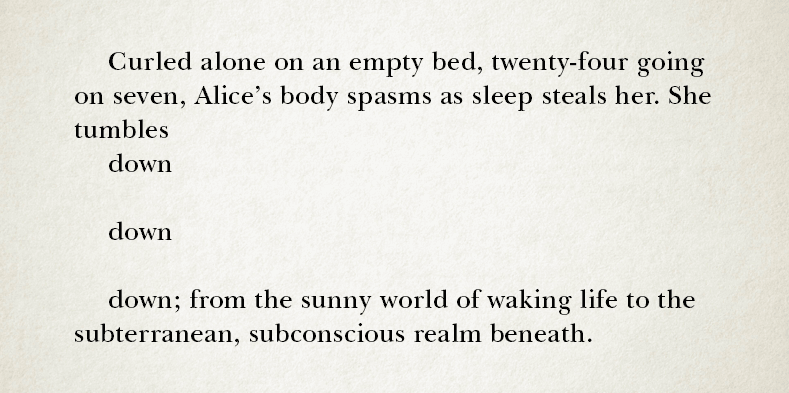 Curled alone on an empty bed, twenty-four going
on seven, Alice’s body spasms as sleep steals her. She
tumbles
down
down
down; from the sunny world of waking life to the
subterranean, subconscious realm beneath.